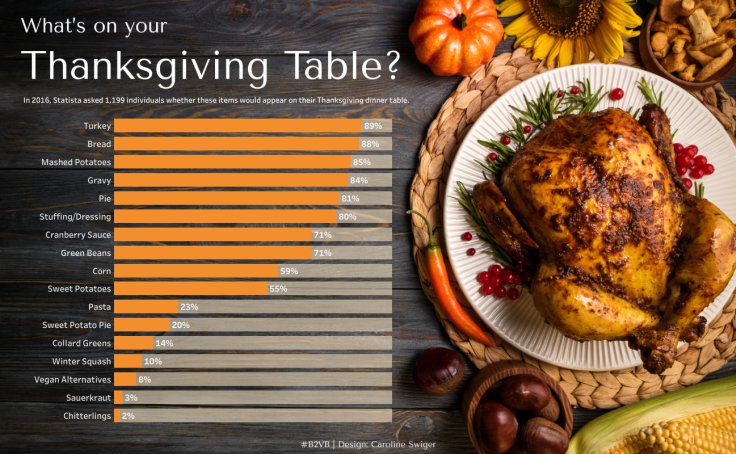 What's on your
Thanksgiving Table?
In 2016, Statista asked 1,199 individuals whether these items would appear on their Thanksgiving dinner table.
Turkey 89%
Bread 88%
Mashed Potatoes 85%
Gravy 84%
Pie 81%
Stuffing/Dressing 80%
Cranberry Sauce 71%
Green Beans 71%
Corn 59%
Sweet Potatoes 55%
Pasta 23%
Sweet Potato Pie 20%
Collard Greens 14%
Winter Squash 10%
Vegan Alternatives 8%
Sauerkraut 3%
Chitterlings 2%
#B2VB | Design: Caroline Swiger